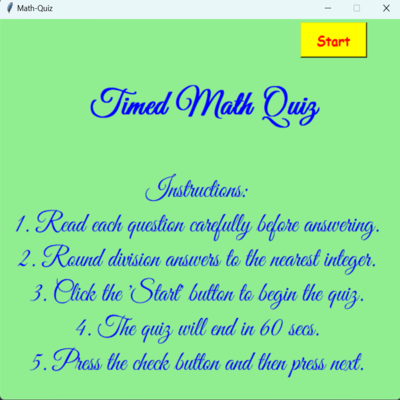 Math-Quiz
Start
Timed Math Quiz
Instructions:
1. Read each question carefully before answering.
2. Round division answers to the nearest integer.
3. Click the 'Start' button to begin the quiz.
4. The quiz will end in 60 secs.
5. Press the check button and then press next.